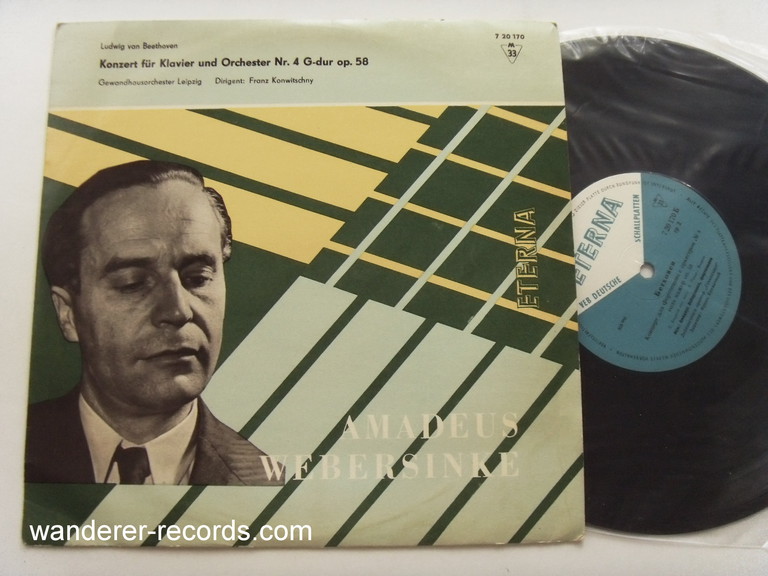 Ludwig van Beethoven
Konzert für Klavier und Orchester Nr. 4 G-dur op. 58
Gewandhausorchester Leipzig Dirigent: Franz Konwitschny
7 20 170
M
33
ETERNA
AMADEUS
WEBERSINKE
ETERNA
VEB DEUTSCHE
SCHALLPLATTEN
wanderer-records.com